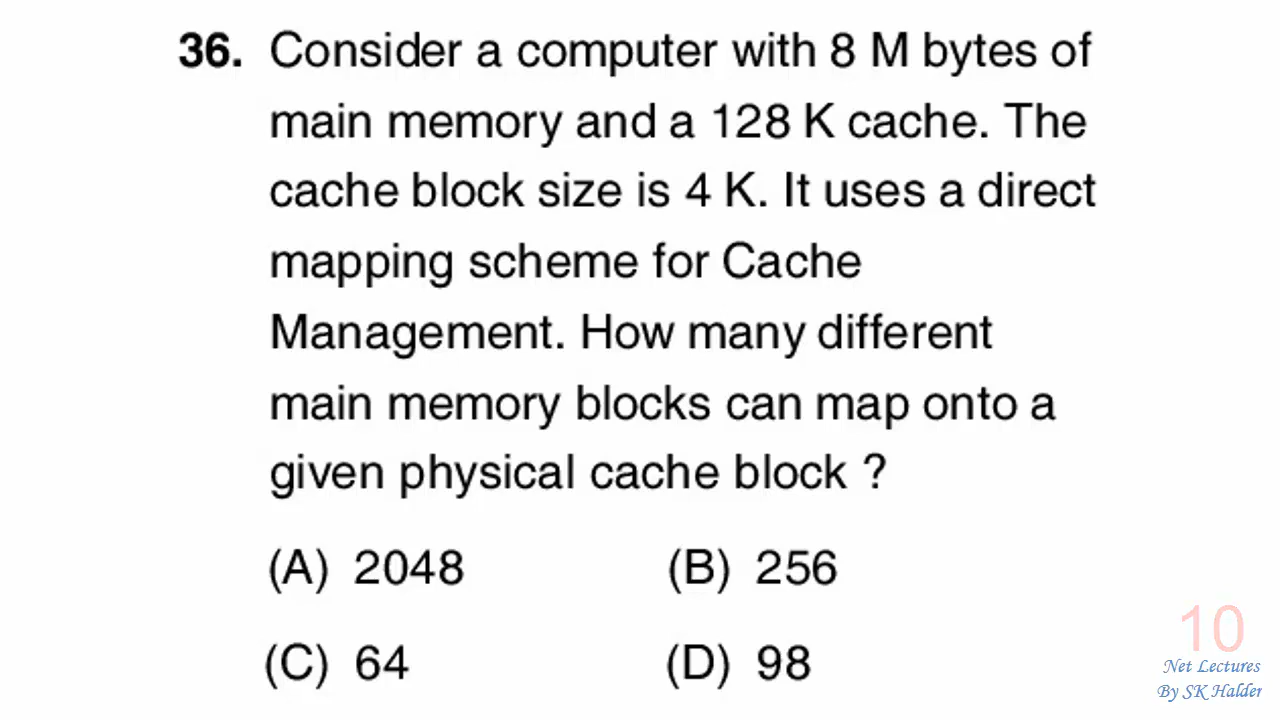 36. Consider a computer with 8 M bytes of
main memory and a 128 K cache. The
cache block size is 4 K. It uses a direct
mapping scheme for Cache
Management. How many different
main memory blocks can map onto a
given physical cache block ?
(A) 2048 (B) 256
(C) 64 (D) 98
10
Net Lectures
By SK Halder